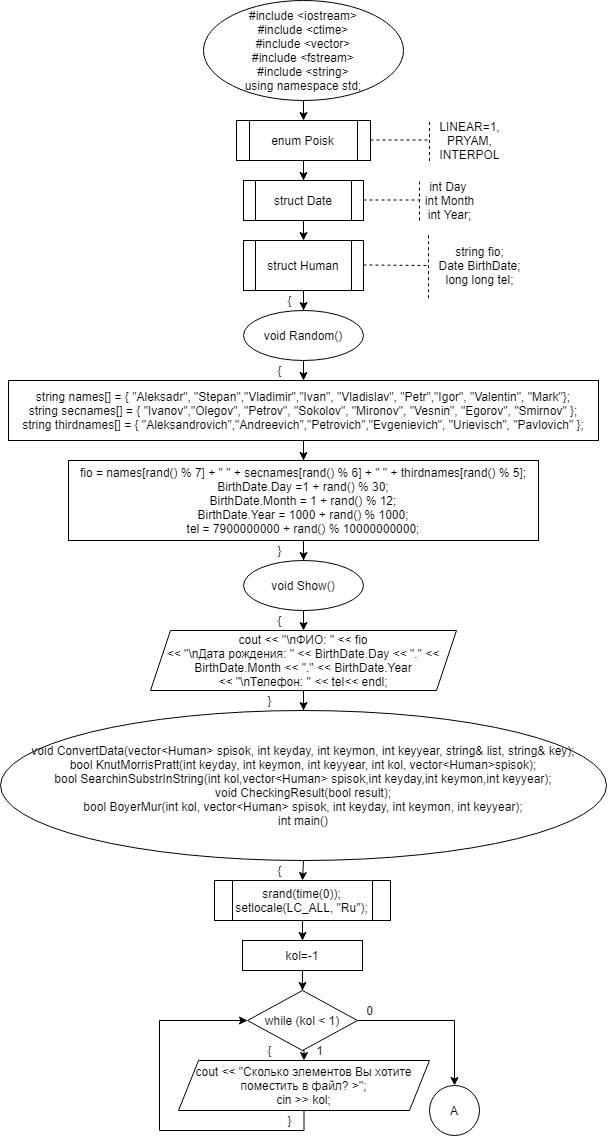 #include <iostream>
#include <ctime>
#include <vector>
#include <fstream>
#include <string>
using namespace std;
enum Poisk
LINEAR=1,
PRYAM,
INTERPOL
struct Date
int Day
int Month
int Year;
struct Human
string fio;
Date BirthDate;
long long tel;
{
void Random()
{
string names[] = { "Aleksadr", "Stepan","Vladimir","Ivan", "Vladislav", "Petr","Igor", "Valentin", "Mark"};
string secnames[] = { "Ivanov","Olegov", "Petrov", "Sokolov", "Mironov", "Vesnin", "Egorov", "Smirnov" };
string thirdnames[] = { "Aleksandrovich","Andreevich","Petrovich","Evgenievich", "Urievisch", "Pavlovich" };
fio = names[rand() % 7] + " " + secnames[rand() % 6] + " " + thirdnames[rand() % 5];
BirthDate.Day =1 + rand() % 30;
BirthDate.Month = 1 + rand() % 12;
BirthDate.Year = 1000 + rand() % 1000;
tel = 7900000000 + rand() % 10000000000;
}
void Show()
{
cout << "\nФИО: " << fio
<< "\nДата рождения: " << BirthDate.Day << "." <<
BirthDate.Month << "." << BirthDate.Year
<< "\nТелефон: " << tel<< endl;
}
void ConvertData(vector<Human> spisok, int keyday, int keymon, int keyyear, string& list, string& key);
bool KnutMorrisPratt(int keyday, int keymon, int keyyear, int kol, vector<Human>spisok);
bool SearchinSubstrInString(int kol,vector<Human> spisok,int keyday,int keymon,int keyyear);
void CheckingResult(bool result);
bool BoyerMur(int kol, vector<Human> spisok, int keyday, int keymon, int keyyear);
int main()
{
srand(time(0));
setlocale(LC_ALL, "Ru");
kol=-1
while (kol < 1)
0
{
1
cout << "Сколько элементов Вы хотите
поместить в файл? >";
cin >> kol;
}
A